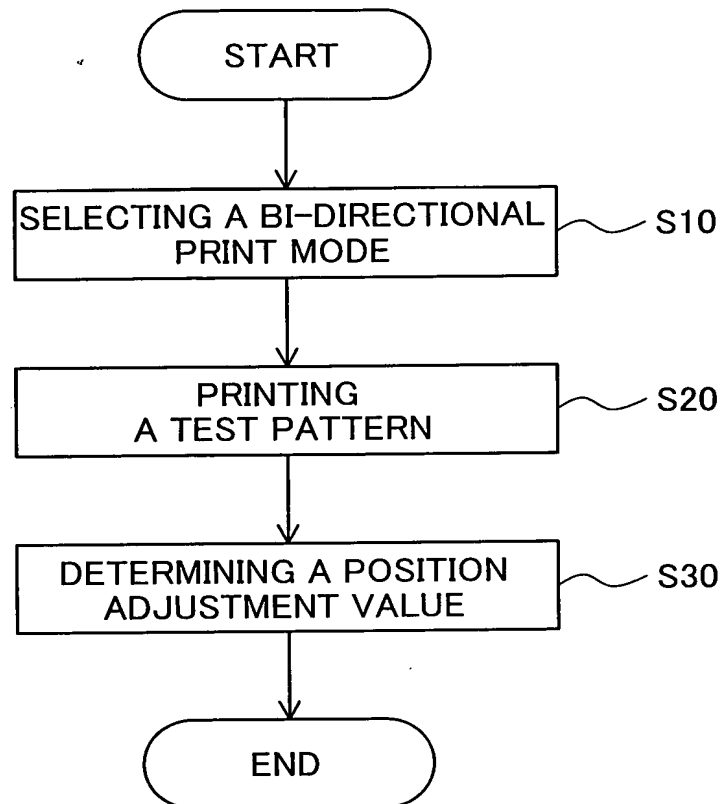 START
SELECTING A BI-DIRECTIONAL
PRINT MODE
S10
PRINTING
A TEST PATTERN
S20
DETERMINING A POSITION
ADJUSTMENT VALUE
S30
END